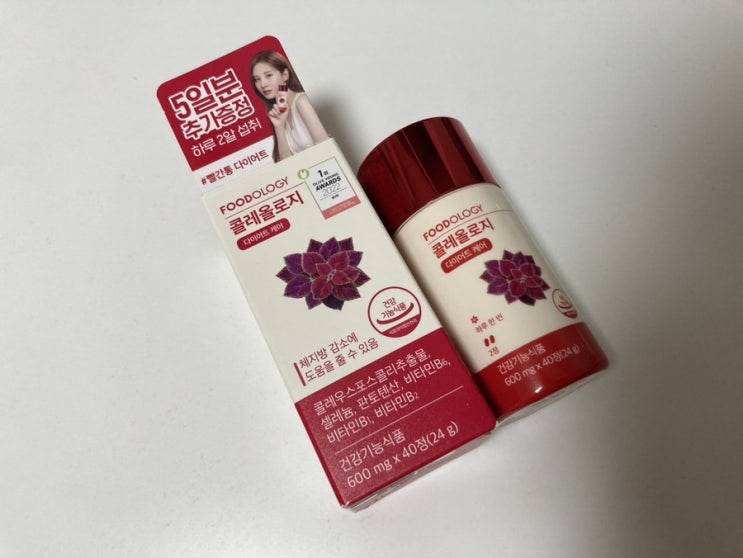 5일분
추가증정
하루 2알 섭취
#빨간통 다이어트
1위
OLIVE YOUNG
AWARDS
2022
FOODOLOGY
콜레올로지
다이어트 케어
건강
기능식품
체지방 감소에
도움을 줄 수 있음
콜레우스포스콜리추출물,
셀레늄, 판토텐산, 비타민B6,
비타민B1, 비타민B2
건강기능식품
600 mg x 40정(24 g)
FOODOLOGY
콜레올로지
다이어트 케어
하루 한 번
2정
건강기능식품
600 mg x 40정(24 g)